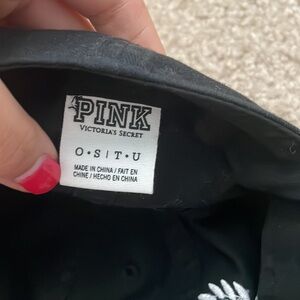 PINK
VICTORIA'S SECRET
O•S|T•U
MADE IN CHINA / FAIT EN
CHINE / HECHO EN CHINA